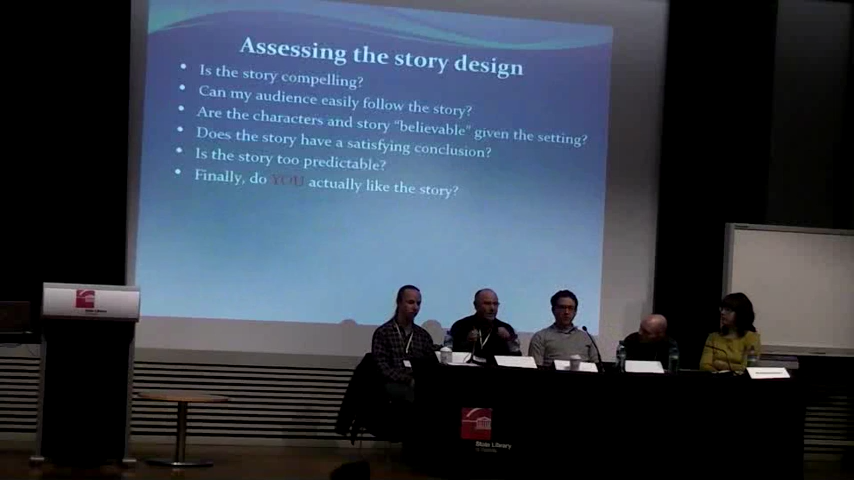 Assessing the story design
• Is the story compelling?
• Can my audience easily follow the story?
• Are the characters and story "believable" given the setting?
• Does the story have a satisfying conclusion?
• Is the story too predictable?
• Finally, do YOU actually like the story?
Library